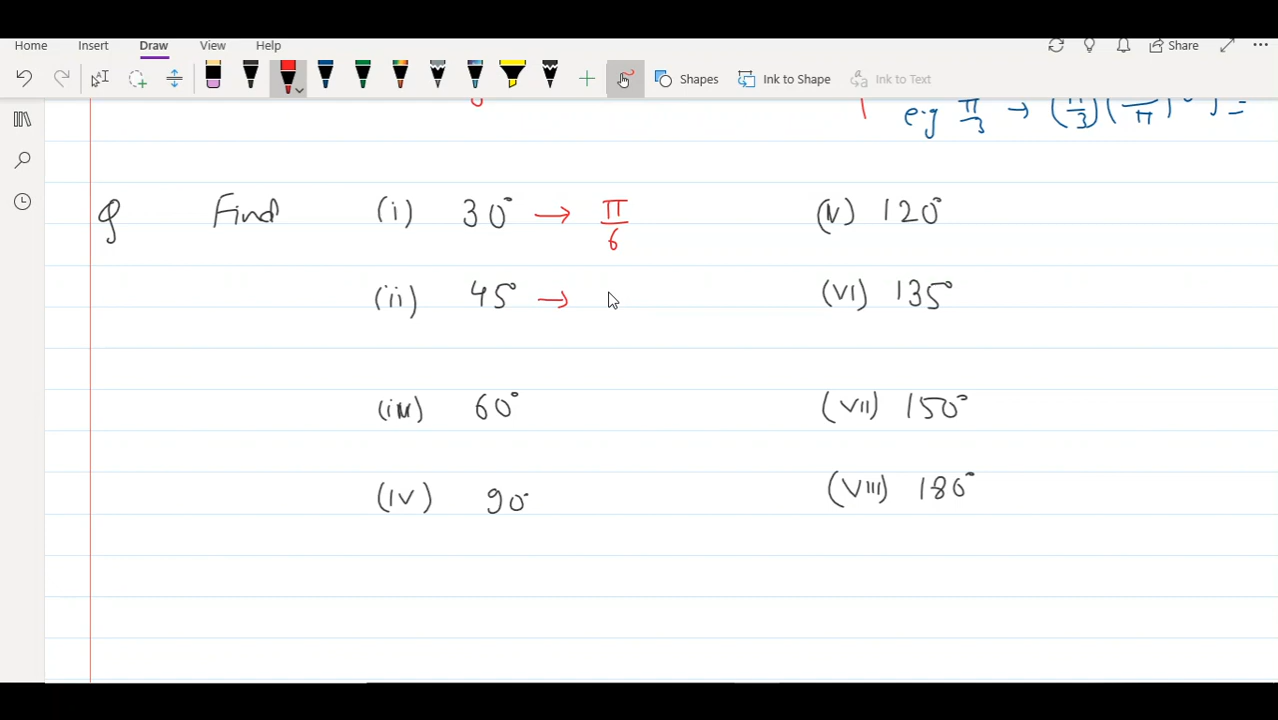 Home Insert Draw View Help
Share
Shapes Ink to Shape Ink to Text
e.g π/3 → (π/3)( /π) =
Q Find (i) 30° → π/6 (V) 120°
(ii) 45° → (VI) 135°
(iii) 60° (VII) 150°
(IV) 90° (VIII) 180°